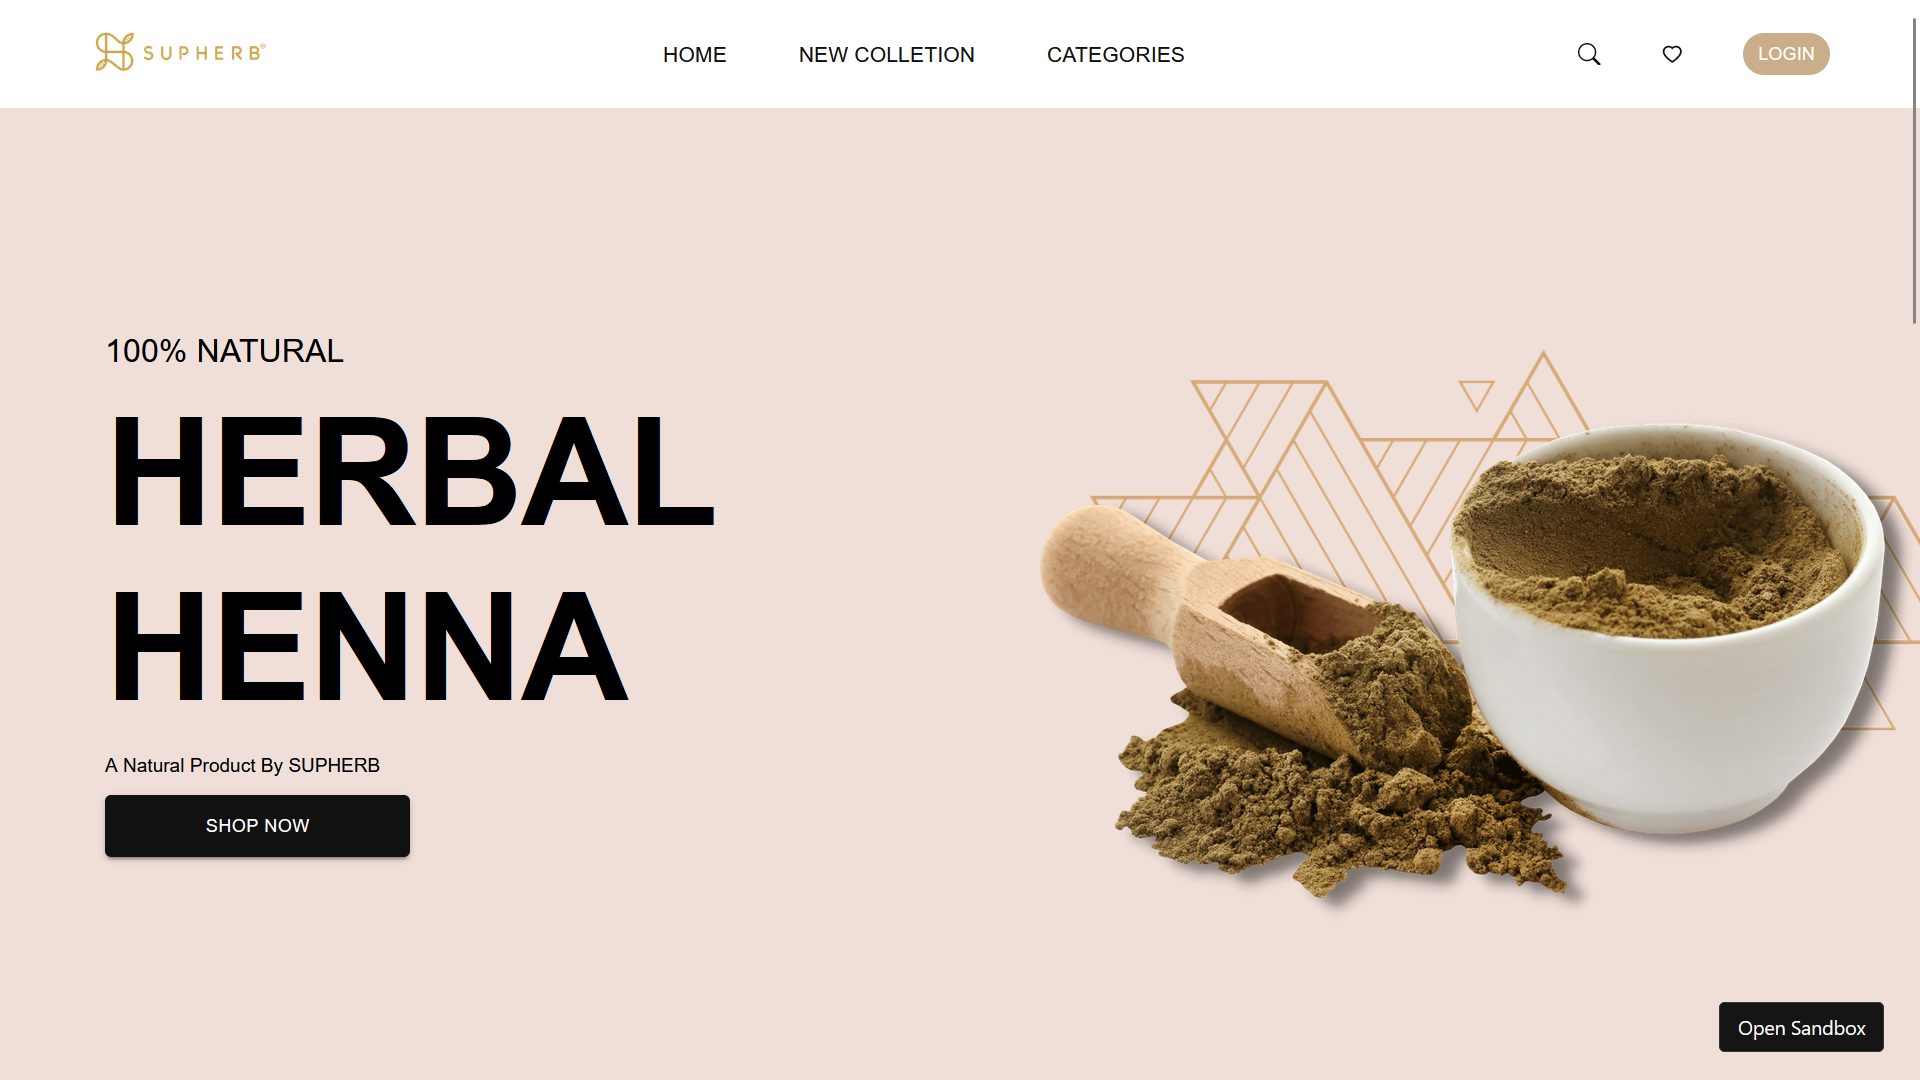 SUPHERB®
HOME
NEW COLLETION
CATEGORIES
LOGIN
100% NATURAL
HERBAL
HENNA
A Natural Product By SUPHERB
SHOP NOW
Open Sandbox